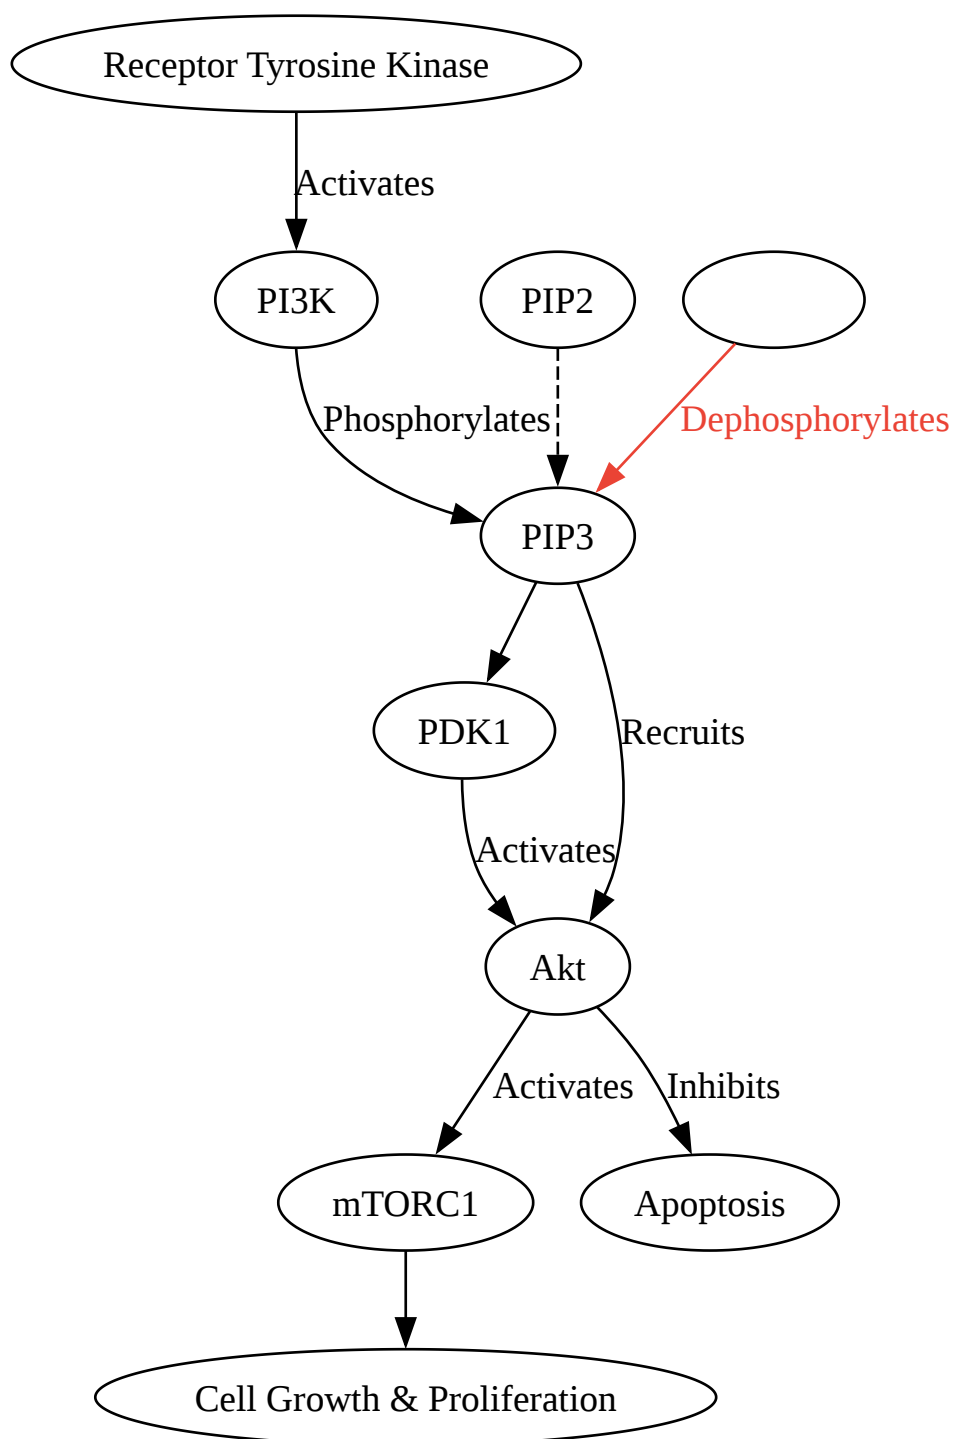 Receptor Tyrosine Kinase
Activates
PI3K
PIP2
Phosphorylates
Dephosphorylates
PIP3
PDK1
Recruits
Activates
Akt
Activates
Inhibits
mTORC1
Apoptosis
Cell Growth & Proliferation